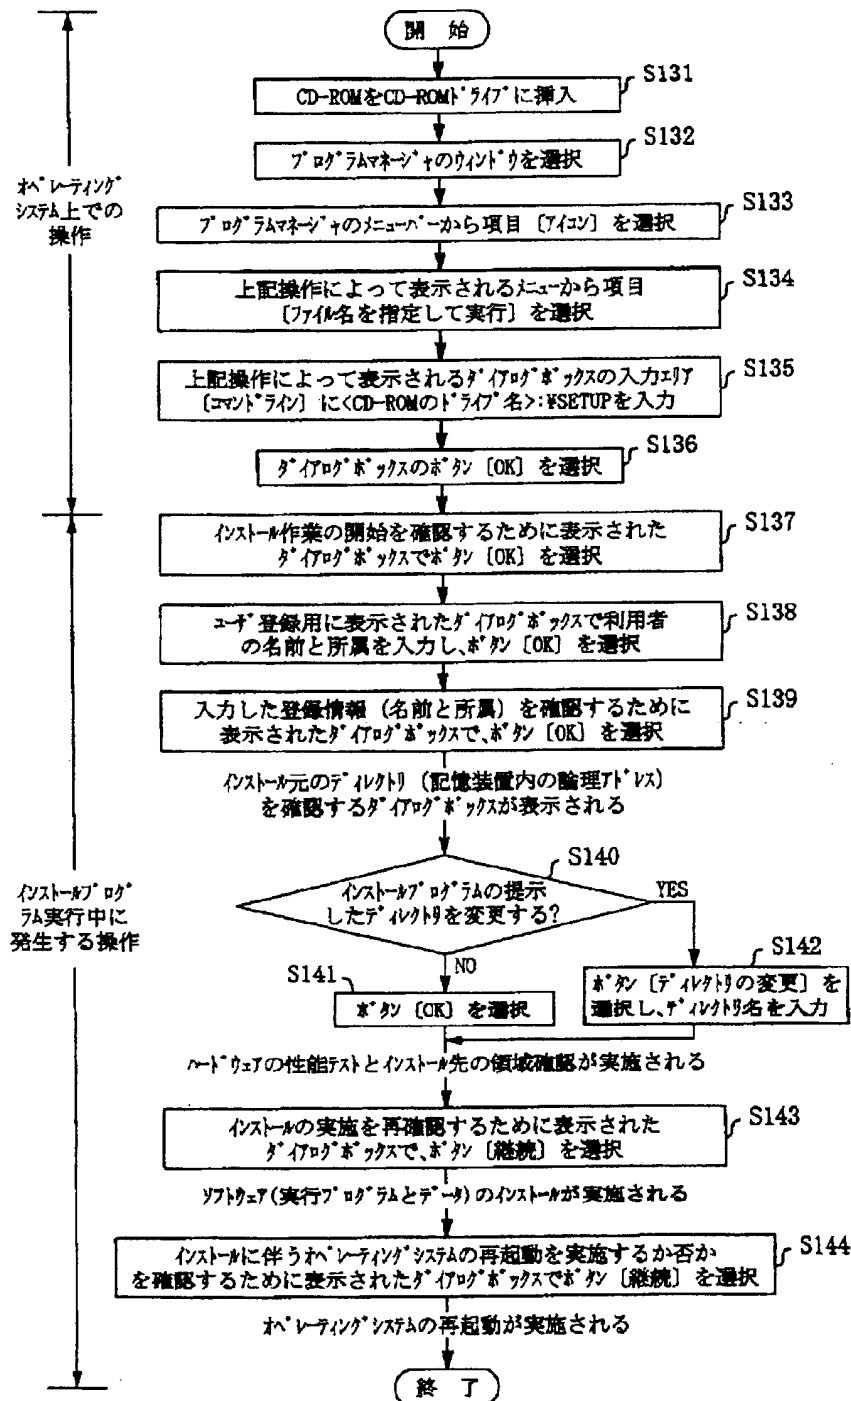 開 始
S131
CD-ROMをCD-ROMドライブに挿入
S132
プログラムマネージャのウィンドウを選択
オペレーティング
システム上での
操作
S133
プログラムマネージャのメニューバーから項目〔アイコン〕を選択
S134
上記操作によって表示されるメニューから項目
〔ファイル名を指定して実行〕を選択
S135
上記操作によって表示されるダイアログボックスの入力エリア
〔コマンドライン〕に<CD-ROMのドライブ名>:¥SETUPを入力
S136
ダイアログボックスのボタン〔OK〕を選択
S137
インストール作業の開始を確認するために表示された
ダイアログボックスでボタン〔OK〕を選択
S138
ユーザ登録用に表示されたダイアログボックスで利用者
の名前と所属を入力し、ボタン〔OK〕を選択
S139
入力した登録情報(名前と所属)を確認するために
表示されたダイアログボックスで、ボタン〔OK〕を選択
インストール元のディレクトリ(記憶装置内の論理アドレス)
を確認するダイアログボックスが表示される
インストールプログ
ラム実行中に
発生する操作
S140
インストールプログラムの提示
したディレクトリを変更する?
YES
NO
S141
ボタン〔OK〕を選択
S142
ボタン〔ディレクトリの変更〕を
選択し、ディレクトリ名を入力
ハードウェアの性能テストとインストール先の領域確認が実施される
S143
インストールの実施を再確認するために表示された
ダイアログボックスで、ボタン〔継続〕を選択
ソフトウェア(実行プログラムとデータ)のインストールが実施される
S144
インストールに伴うオペレーティングシステムの再起動を実施するか否か
を確認するために表示されたダイアログボックスでボタン〔継続〕を選択
オペレーティングシステムの再起動が実施される
終 了